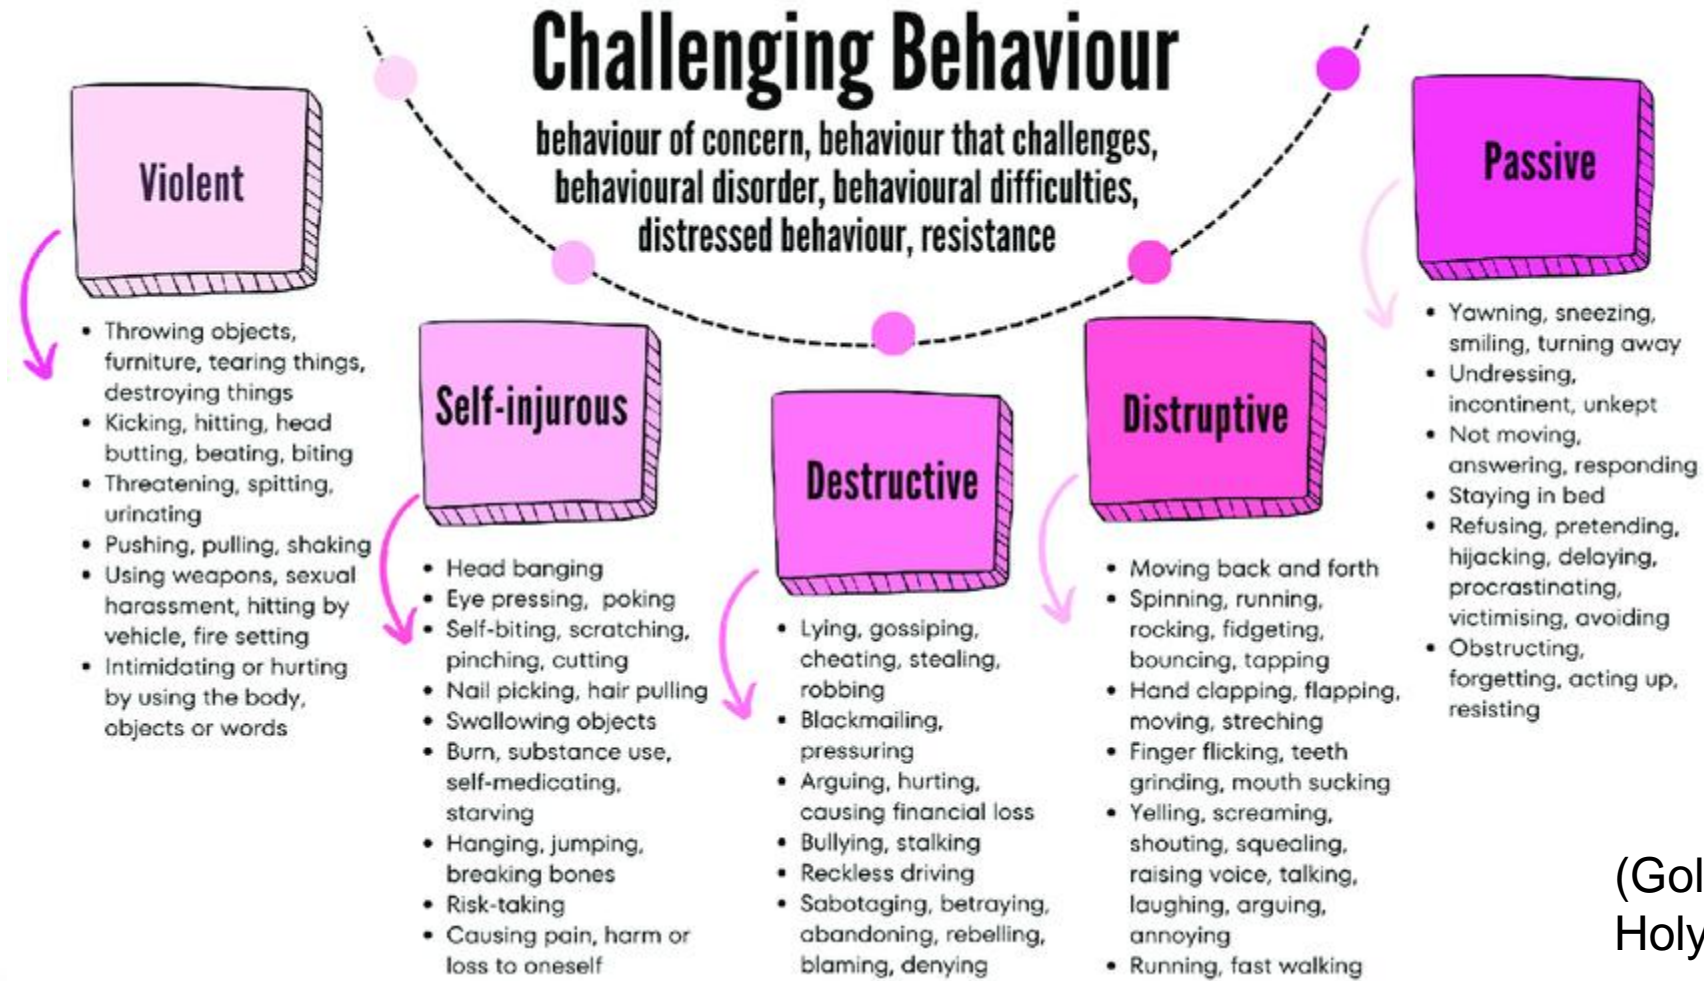 Challenging Behaviour
behaviour of concern, behaviour that challenges,
behavioural disorder, behavioural difficulties,
distressed behaviour, resistance
Violent
• Throwing objects,
furniture, tearing things,
destroying things
• Kicking, hitting, head
butting, beating, biting
• Threatening, spitting,
urinating
• Pushing, pulling, shaking
• Using weapons, sexual
harassment, hitting by
vehicle, fire setting
• Intimidating or hurting
by using the body,
objects or words
Self-injurous
• Head banging
• Eye pressing, poking
• Self-biting, scratching,
pinching, cutting
• Nail picking, hair pulling
• Swallowing objects
• Burn, substance use,
self-medicating,
starving
• Hanging, jumping,
breaking bones
• Risk-taking
• Causing pain, harm or
loss to oneself
Destructive
• Lying, gossiping,
cheating, stealing,
robbing
• Blackmailing,
pressuring
• Arguing, hurting,
causing financial loss
• Bullying, stalking
• Reckless driving
• Sabotaging, betraying,
abandoning, rebelling,
blaming, denying
Distruptive
• Moving back and forth
• Spinning, running,
rocking, fidgeting,
bouncing, tapping
• Hand clapping, flapping,
moving, streching
• Finger flicking, teeth
grinding, mouth sucking
• Yelling, screaming,
shouting, squealing,
raising voice, talking,
laughing, arguing,
annoying
• Running, fast walking
Passive
• Yawning, sneezing,
smiling, turning away
• Undressing,
incontinent, unkept
• Not moving,
answering, responding
• Staying in bed
• Refusing, pretending,
hijacking, delaying,
procrastinating,
victimising, avoiding
• Obstructing,
forgetting, acting up,
resisting
(Gol
Holy